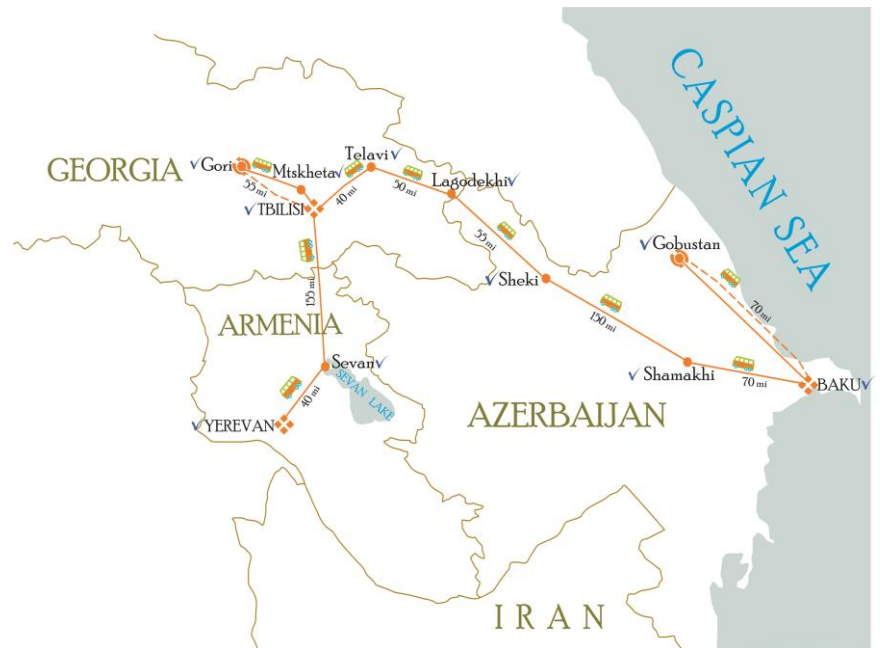 CASPIAN SEA
GEORGIA
Gori
Mtskheta
Telavi
Lagodekhi
55 mi
TBILISI
40 mi
50 mi
55 mi
Gobustan
Sheki
155 mi
150 mi
70 mi
ARMENIA
Sevan
SEVAN LAKE
40 mi
YEREVAN
Shamakhi
70 mi
BAKU
AZERBAIJAN
IRAN